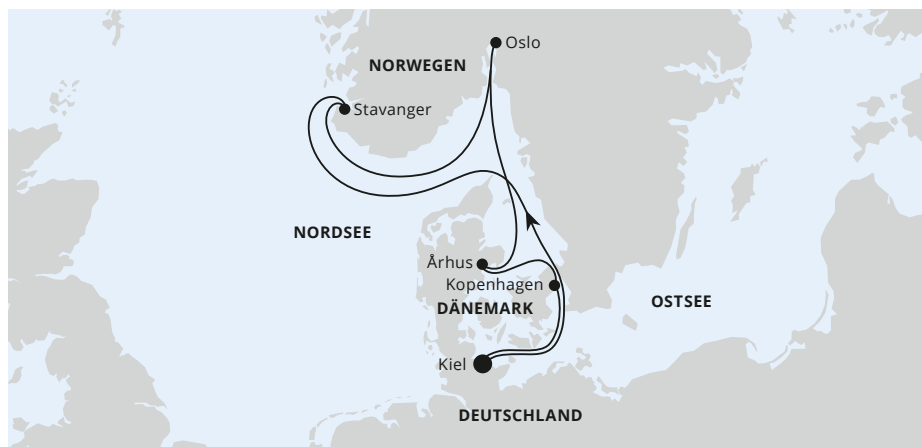 Oslo
NORWEGEN
Stavanger
NORDSEE
Århus
Kopenhagen
OSTSEE
DÄNEMARK
Kiel
DEUTSCHLAND